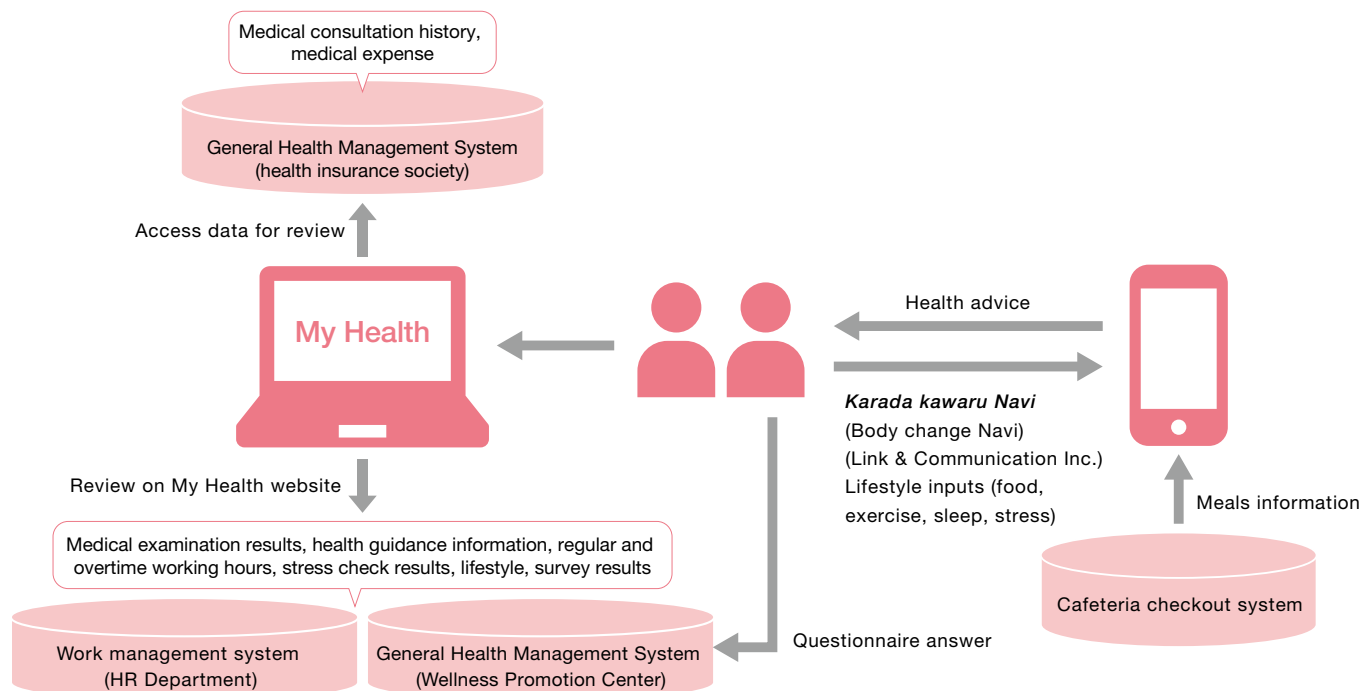 Medical consultation history,
medical expense
General Health Management System
(health insurance society)
Access data for review
My Health
Health advice
Karada kawaru Navi
(Body change Navi)
(Link & Communication Inc.)
Lifestyle inputs (food,
exercise, sleep, stress)
Review on My Health website
Meals information
Medical examination results, health guidance information, regular and
overtime working hours, stress check results, lifestyle, survey results
Cafeteria checkout system
Work management system
(HR Department)
General Health Management System
(Wellness Promotion Center)
Questionnaire answer